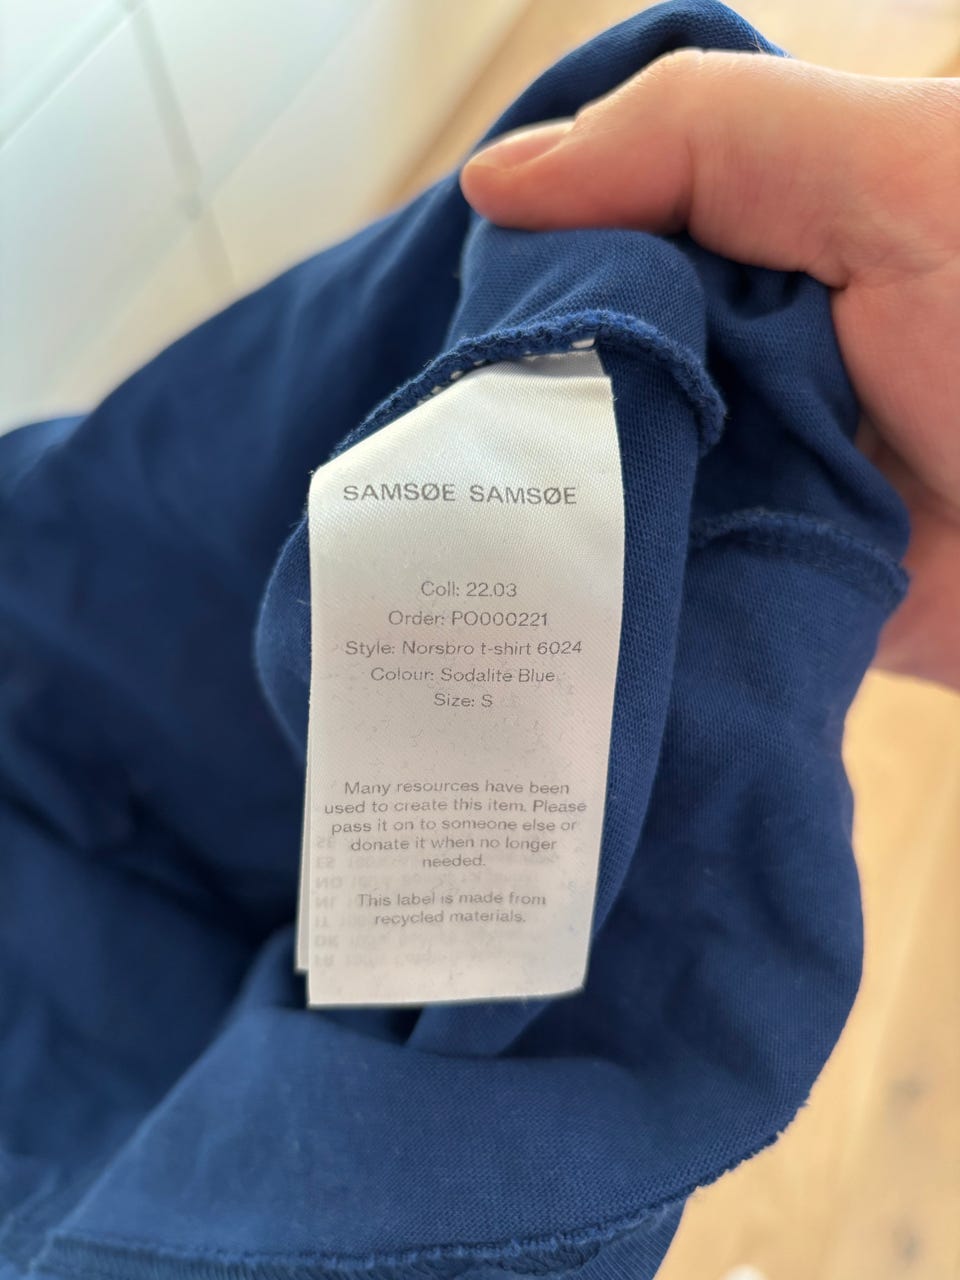 SAMSØE SAMSØE
Coll: 22.03
Order: PO000221
Style: Norsbro t-shirt 6024
Colour: Sodalite Blue
Size: S
Many resources have been
used to create this item. Please
pass it on to someone else or
donate it when no longer
needed.
This label is made from
recycled materials.